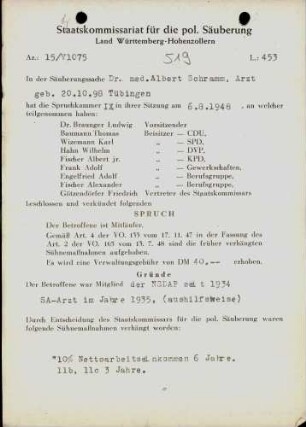 Staatskommissariat für die pol. Säuberung
Land Württemberg-Hohenzollern
Az.: 15/V1075 519 L: 453
In der Säuberungssache Dr. med. Albert Schramm, Arzt
geb. 20.10.98 Tübingen
hat die Spruchkammer IX in ihrer Sitzung am 6.8.1948, an welcher
teilgenommen haben:
Dr. Beranger Ludwig Vorsitzender
Baumann Thomas Beisitzer — CDU,
Wizemann Karl „ — SPD,
Hahn Wilhelm „ — DVP,
Fischer Albert jr. „ — KPD,
Frank Adolf „ — Gewerkschaften,
Engelfried Adolf „ — Berufsgruppe,
Fischer Alexander „ — Berufsgruppe,
Gitzendörfer Friedrich Vertreter des Staatskommissars
beschlossen und verkündet folgenden
SPRUCH
Der Betroffene ist Mitläufer.
Gemäß Art. 4 der VO. 133 vom 17. 11. 47 in der Fassung des
Art. 2 der VO. 165 vom 13. 7. 48 sind die früher verhängten
Sühnemaßnahmen aufgehoben.
Es wird eine Verwaltungsgebühr von DM 40,-- erhoben.
Gründe
Der Betroffene war Mitglied der NSDAP seit 1934
SA-Arzt im Jahre 1935, (aushilfsweise)
Durch Entscheidung des Staatskommissars für die pol. Säuberung waren
folgende Sühnemaßnahmen verhängt worden:
"10% Nettoarbeitseinkommen 6 Jahre.
11b, 11c 3 Jahre.